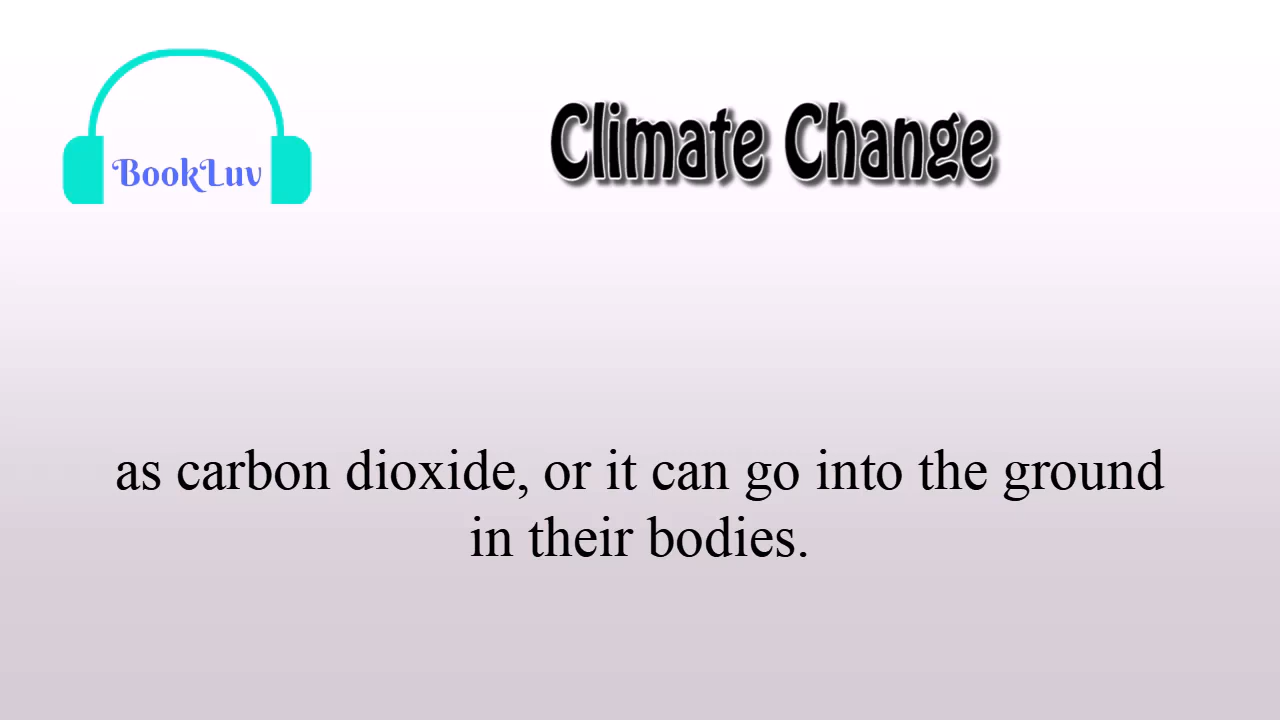 BookLuv
Climate Change
as carbon dioxide, or it can go into the ground
in their bodies.